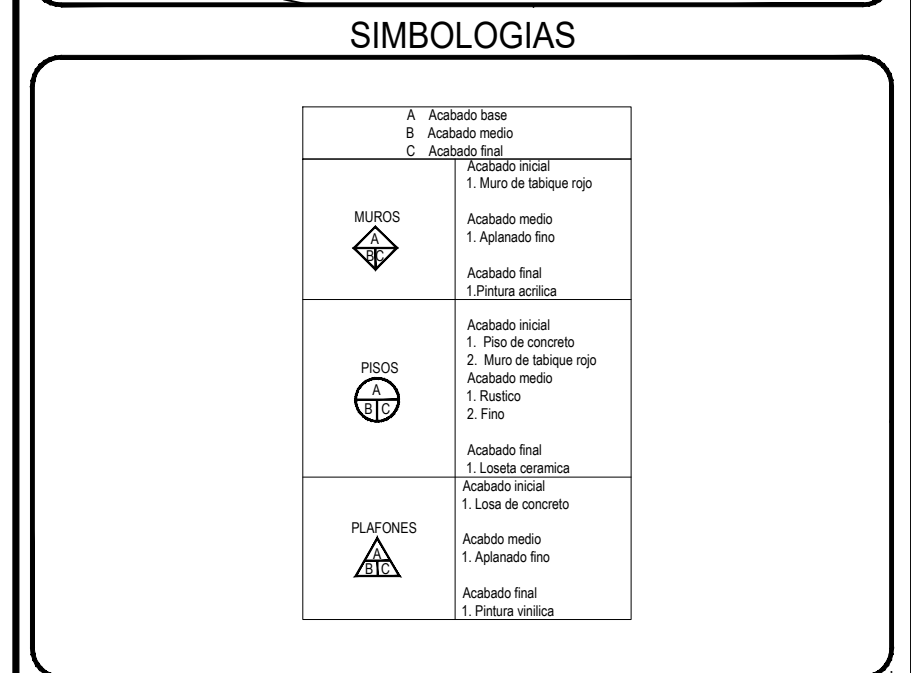 SIMBOLOGIAS
A Acabado base
B Acabado medio
C Acabado final
MUROS
A
B C
Acabado inicial
1. Muro de tabique rojo
Acabado medio
1. Aplanado fino
Acabado final
1.Pintura acrilica
PISOS
A
B C
Acabado inicial
1. Piso de concreto
2. Muro de tabique rojo
Acabado medio
1. Rustico
2. Fino
Acabado final
1. Loseta ceramica
PLAFONES
A
B C
Acabado inicial
1. Losa de concreto
Acabdo medio
1. Aplanado fino
Acabado final
1. Pintura vinilica